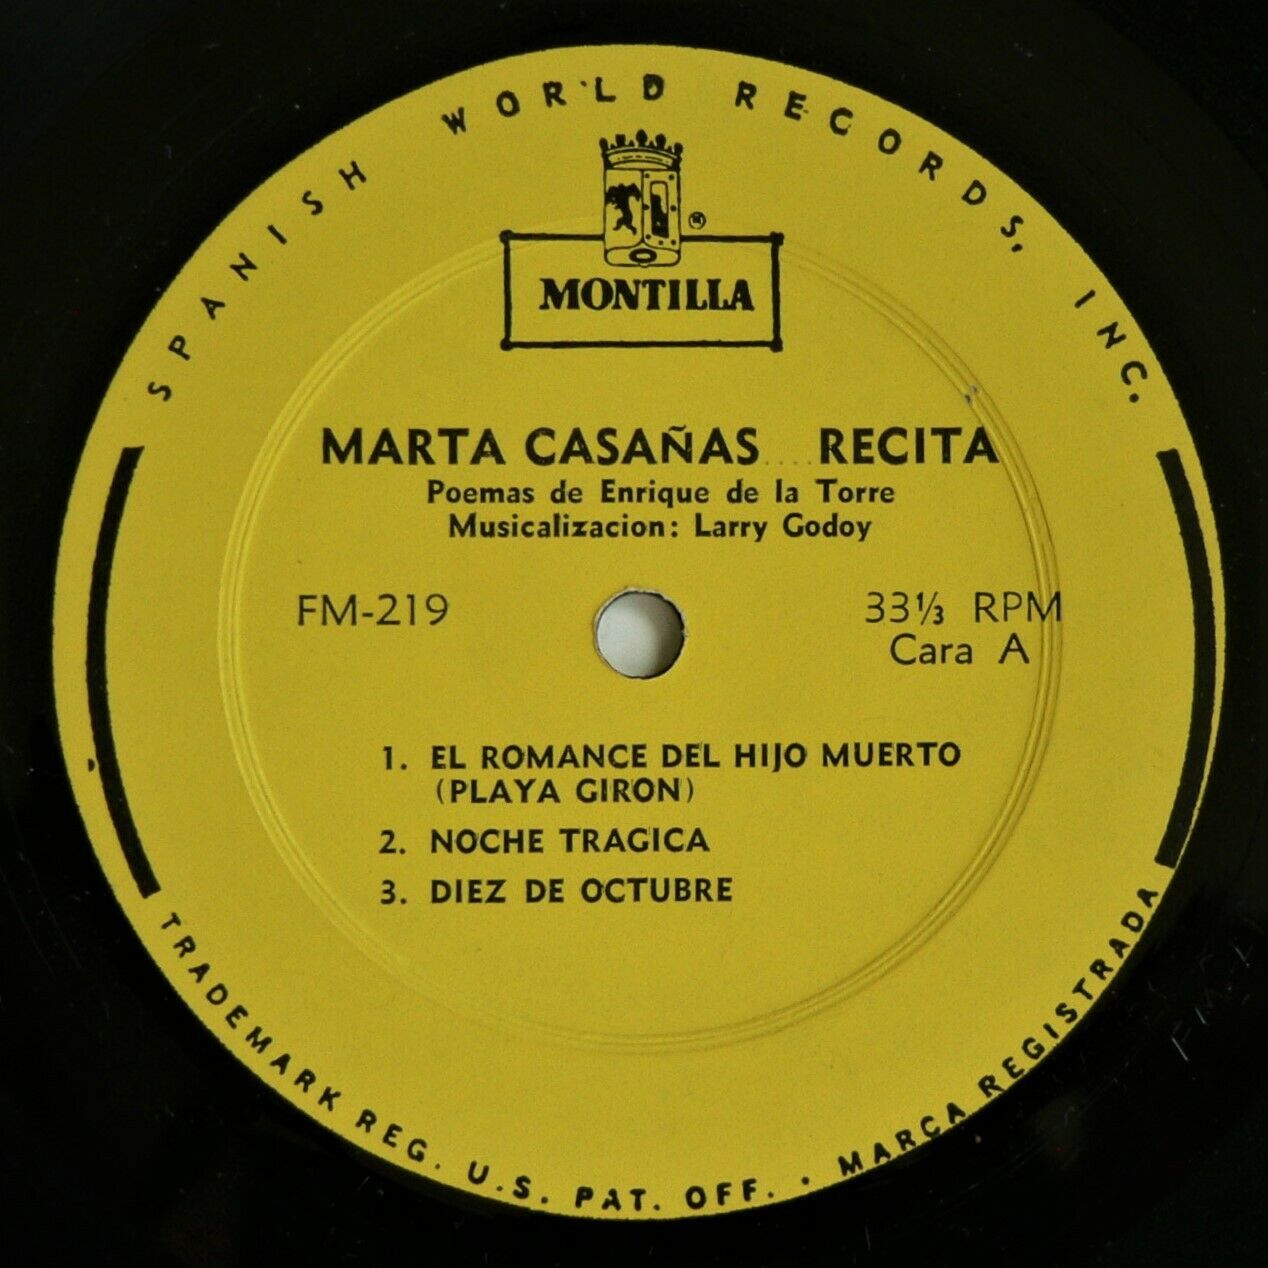 SPANISH WORLD RECORDS, INC.
®
MONTILLA
MARTA CASAÑAS .... RECITA
Poemas de Enrique de la Torre
Musicalizacion: Larry Godoy
FM-219
33⅓ RPM
Cara A
1. EL ROMANCE DEL HIJO MUERTO
(PLAYA GIRON)
2. NOCHE TRAGICA
3. DIEZ DE OCTUBRE
TRADEMARK REG. U.S. PAT. OFF. . MARCA REGISTRADA